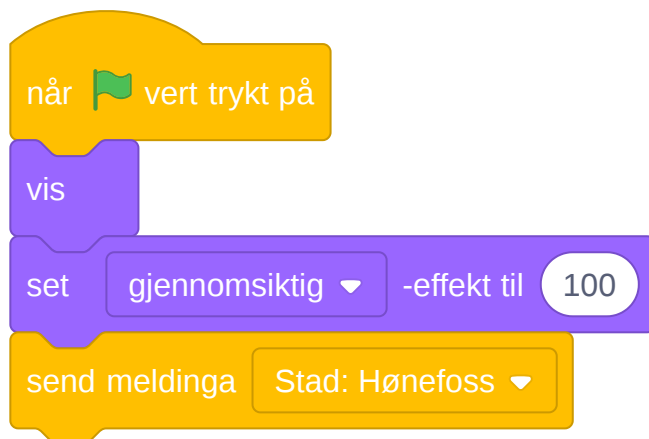 når vert trykt på
vis
set gjennomsiktig -effekt til 100
send meldinga Stad: Hønefoss